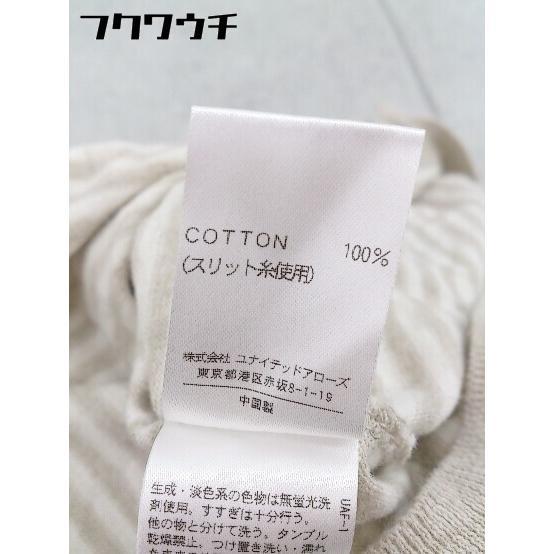 フクウワチ
COTTON 100%
(スリット糸使用)
株式会社 ユナイテッドアローズ
東京都港区赤坂8-1-19
中国製
UAF-1
生成・淡色系の色物は無蛍光洗
剤使用。すすぎは十分行う。
他の物と分けて洗う。タンブル
乾燥禁止、つけ置き洗い・濡れ